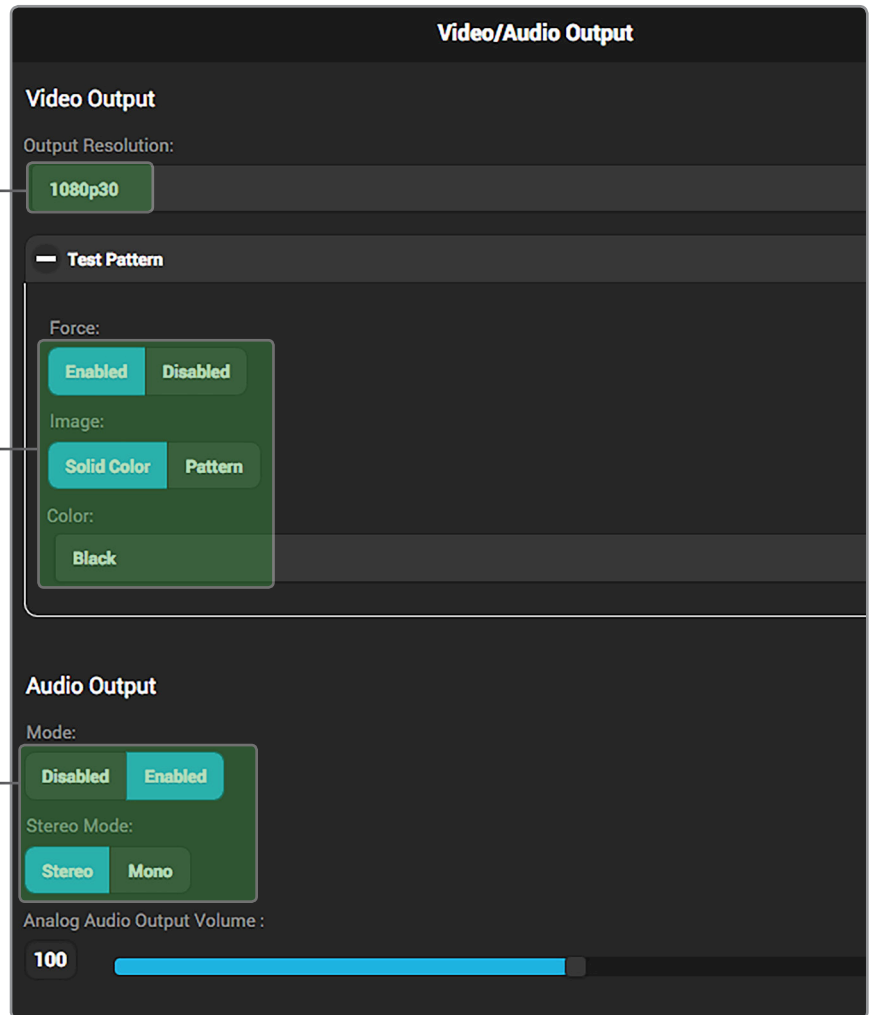 Video/Audio Output
Video Output
Output Resolution:
1080p30
Test Pattern
Force:
Enabled Disabled
Image:
Solid Color Pattern
Color:
Black
Audio Output
Mode:
Disabled Enabled
Stereo Mode:
Stereo Mono
Analog Audio Output Volume :
100